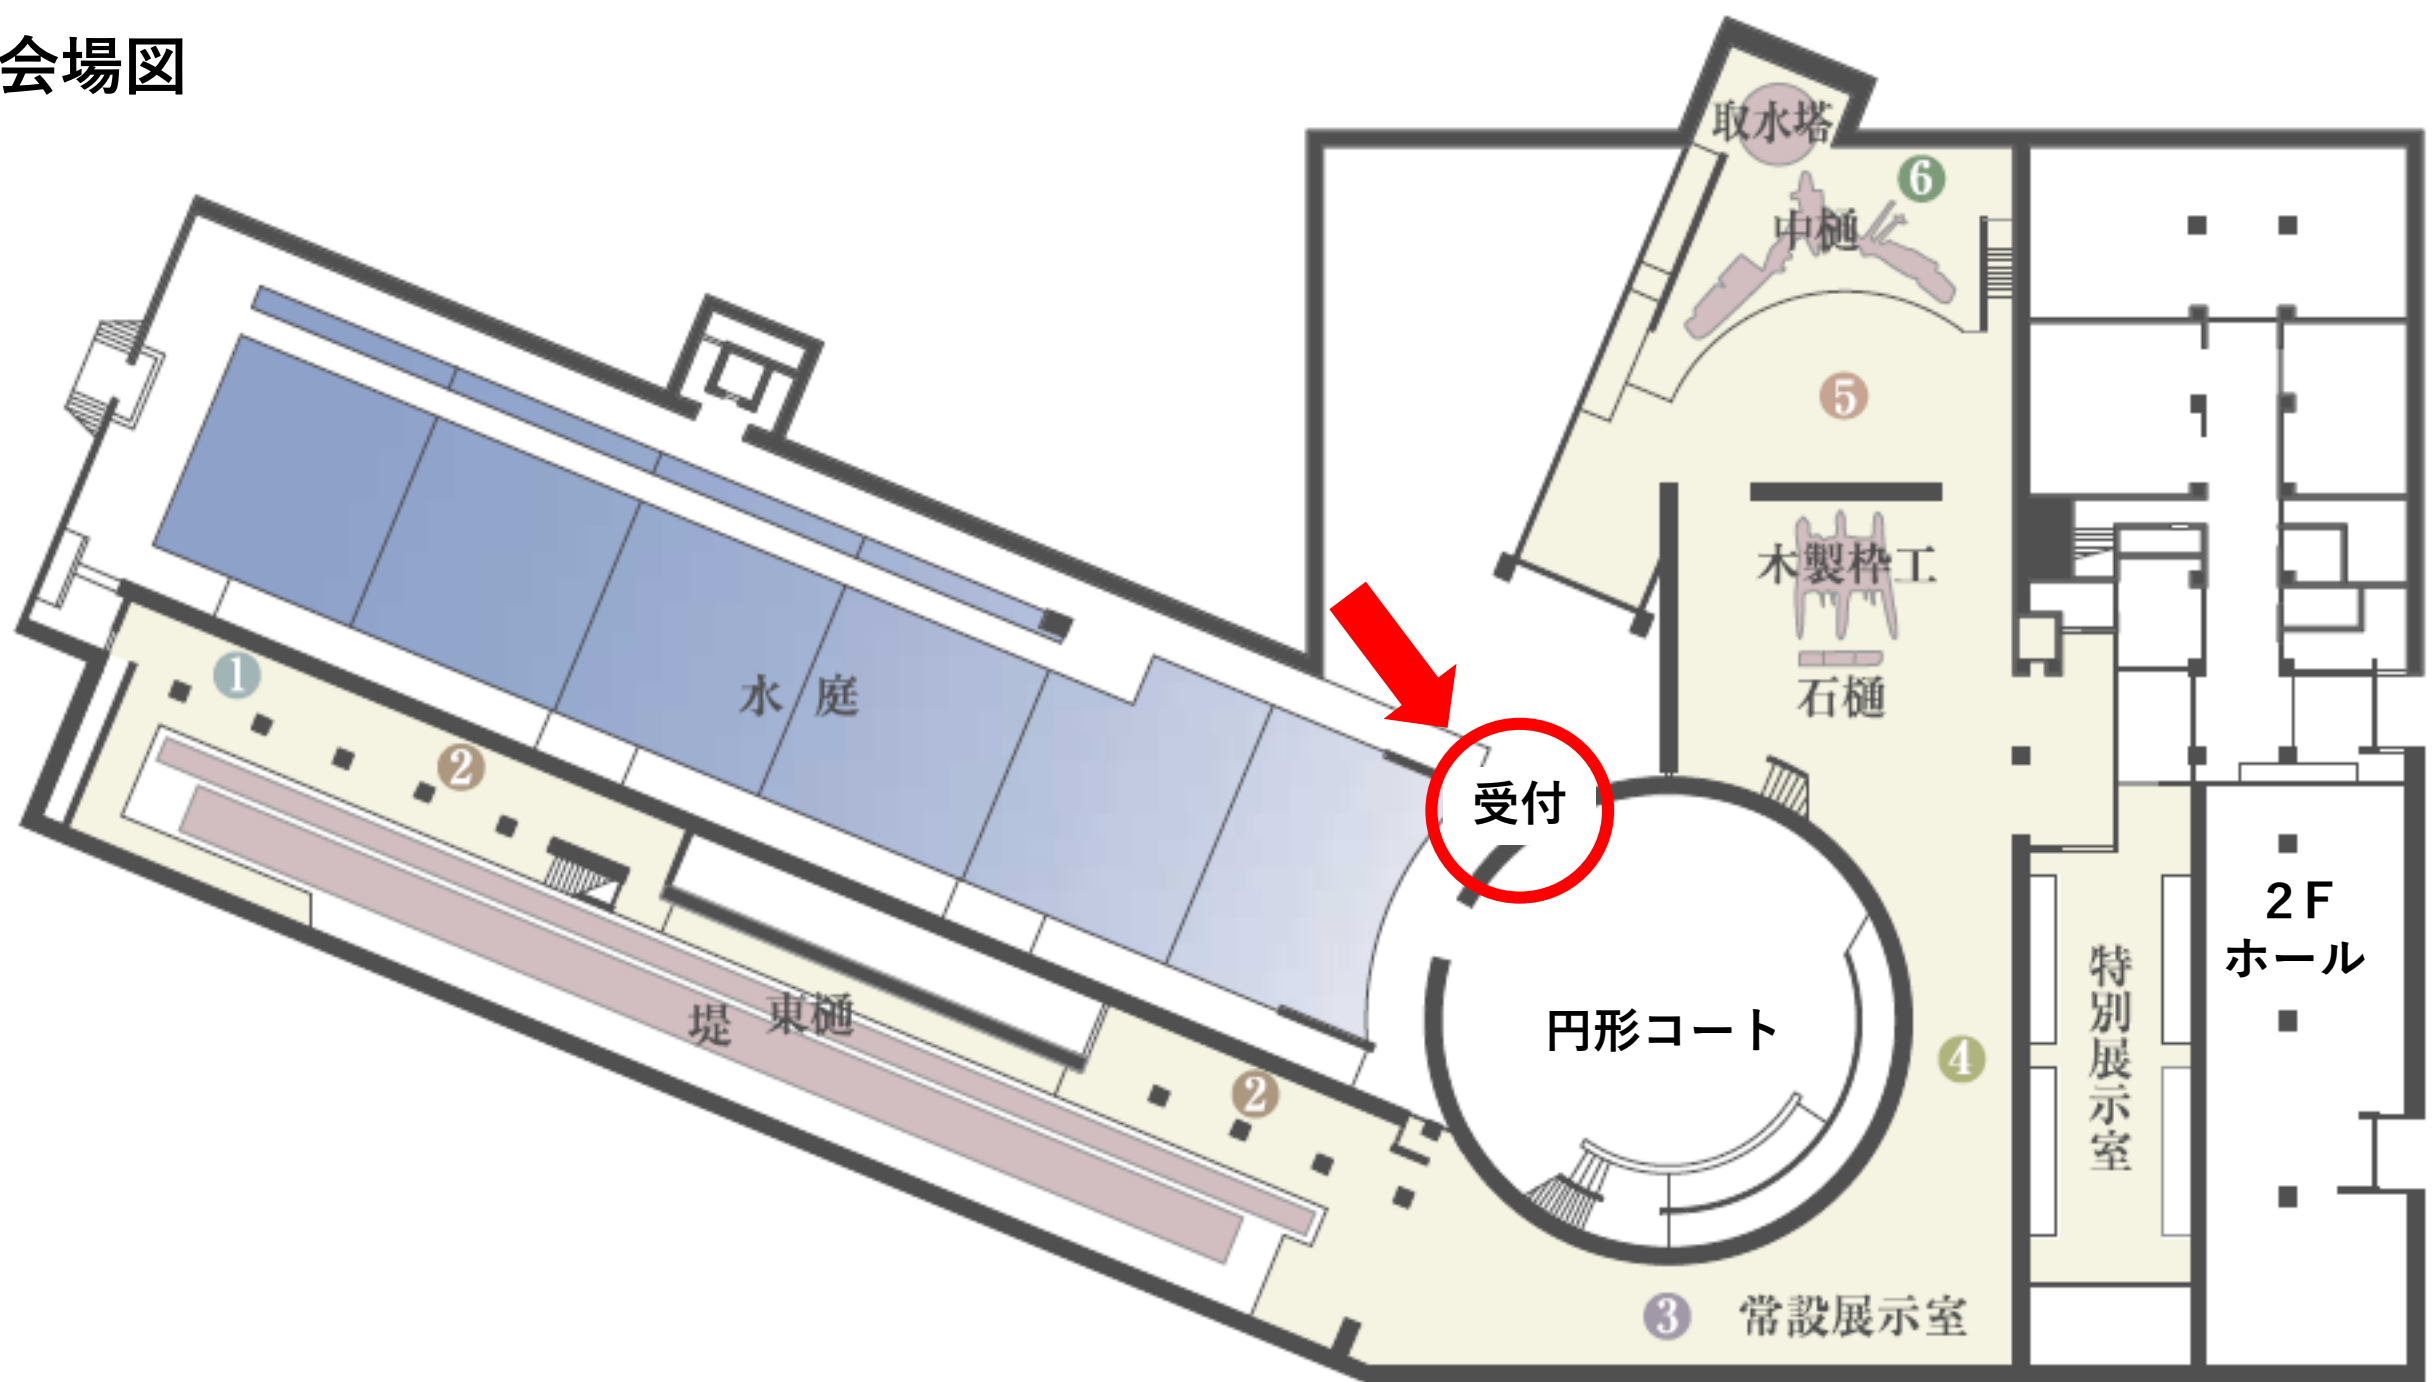 会場図
取水塔
6
中樋
5
木製枠工
石樋
1
2
水庭
受付
2F
ホール
特別展示室
堤
東樋
円形コート
4
2
3
常設展示室